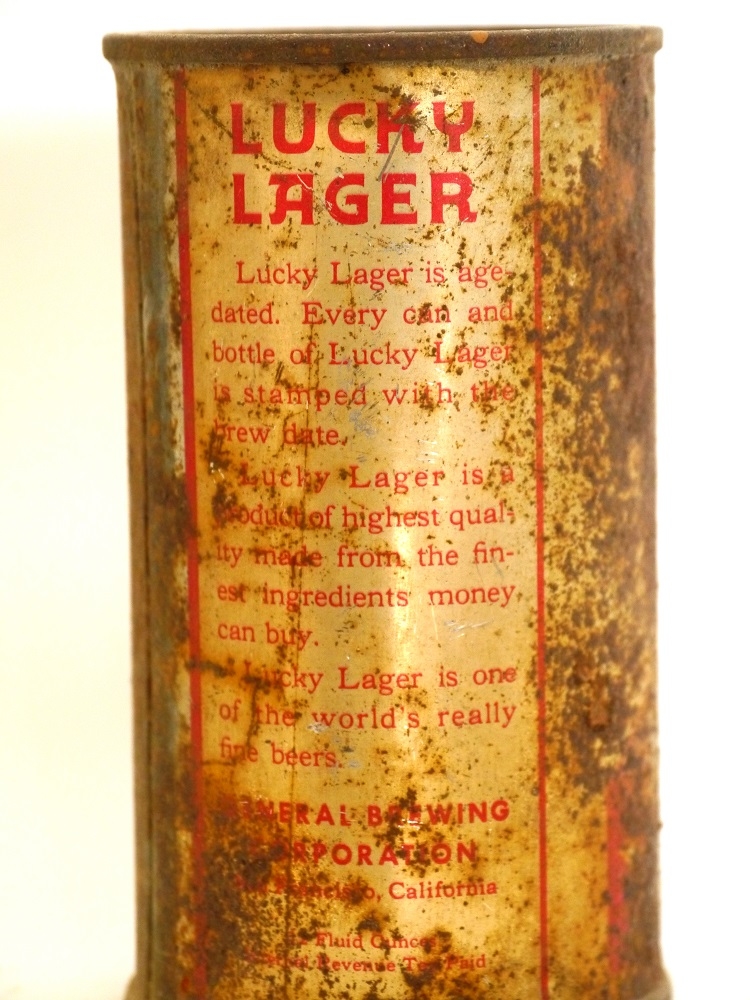 LUCKY
LAGER
Lucky Lager is age-
dated. Every can and
bottle of Lucky Lager
is stamped with the
brew date.
Lucky Lager is a
product of highest qual-
ity made from the fin-
est ingredients money
can buy.
Lucky Lager is one
of the world's really
fine beers.
GENERAL BREWING
CORPORATION
San Francisco, California
Fluid Ounces
Internal Revenue Tax Paid